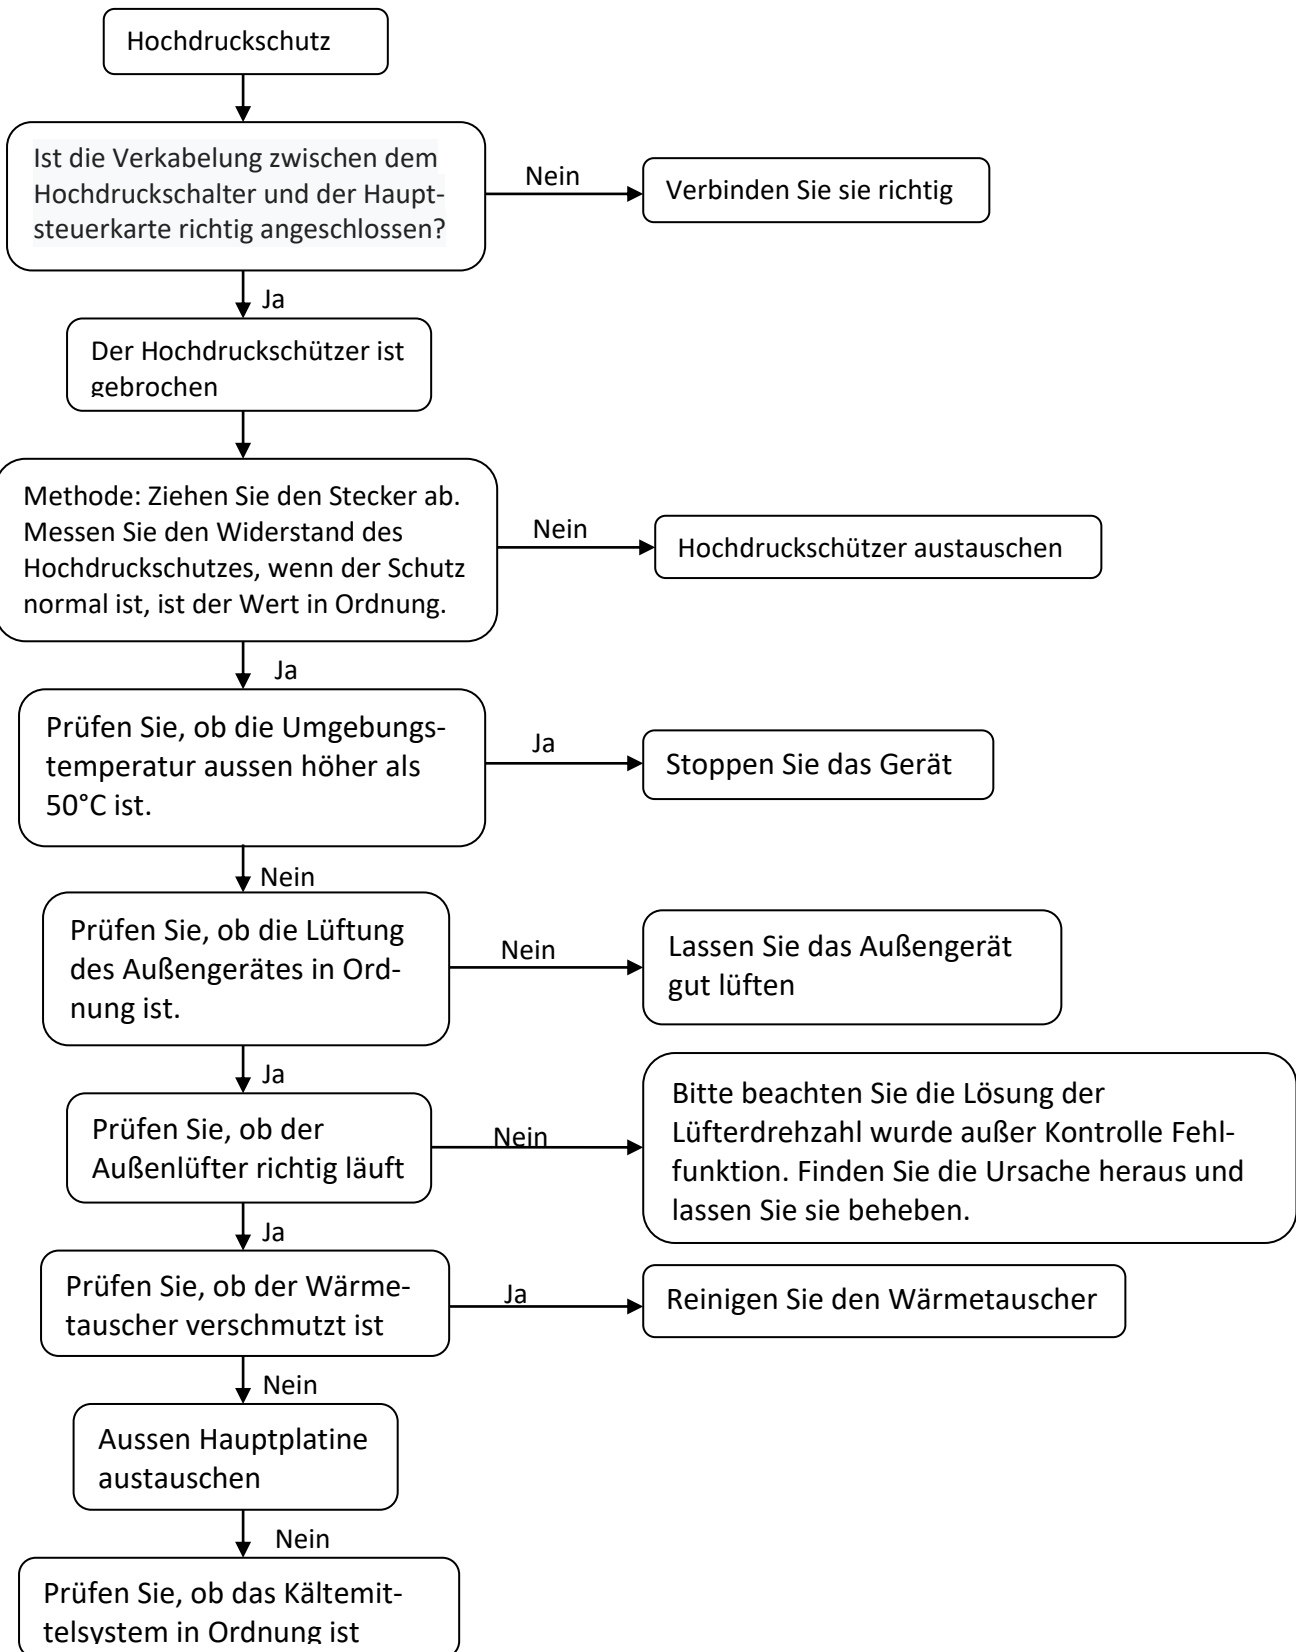 Hochdruckschutz
Ist die Verkabelung zwischen dem
Hochdruckschalter und der Haupt-
steuerkarte richtig angeschlossen?
Nein
Verbinden Sie sie richtig
Ja
Der Hochdruckschützer ist
gebrochen
Methode: Ziehen Sie den Stecker ab.
Messen Sie den Widerstand des
Hochdruckschutzes, wenn der Schutz
normal ist, ist der Wert in Ordnung.
Nein
Hochdruckschützer austauschen
Ja
Prüfen Sie, ob die Umgebungs-
temperatur aussen höher als
50°C ist.
Ja
Stoppen Sie das Gerät
Nein
Prüfen Sie, ob die Lüftung
des Außengerätes in Ord-
nung ist.
Nein
Lassen Sie das Außengerät
gut lüften
Ja
Prüfen Sie, ob der
Außenlüfter richtig läuft
Nein
Bitte beachten Sie die Lösung der
Lüfterdrehzahl wurde außer Kontrolle Fehl-
funktion. Finden Sie die Ursache heraus und
lassen Sie sie beheben.
Ja
Prüfen Sie, ob der Wärme-
tauscher verschmutzt ist
Ja
Reinigen Sie den Wärmetauscher
Nein
Aussen Hauptplatine
austauschen
Nein
Prüfen Sie, ob das Kältemit-
telsystem in Ordnung ist